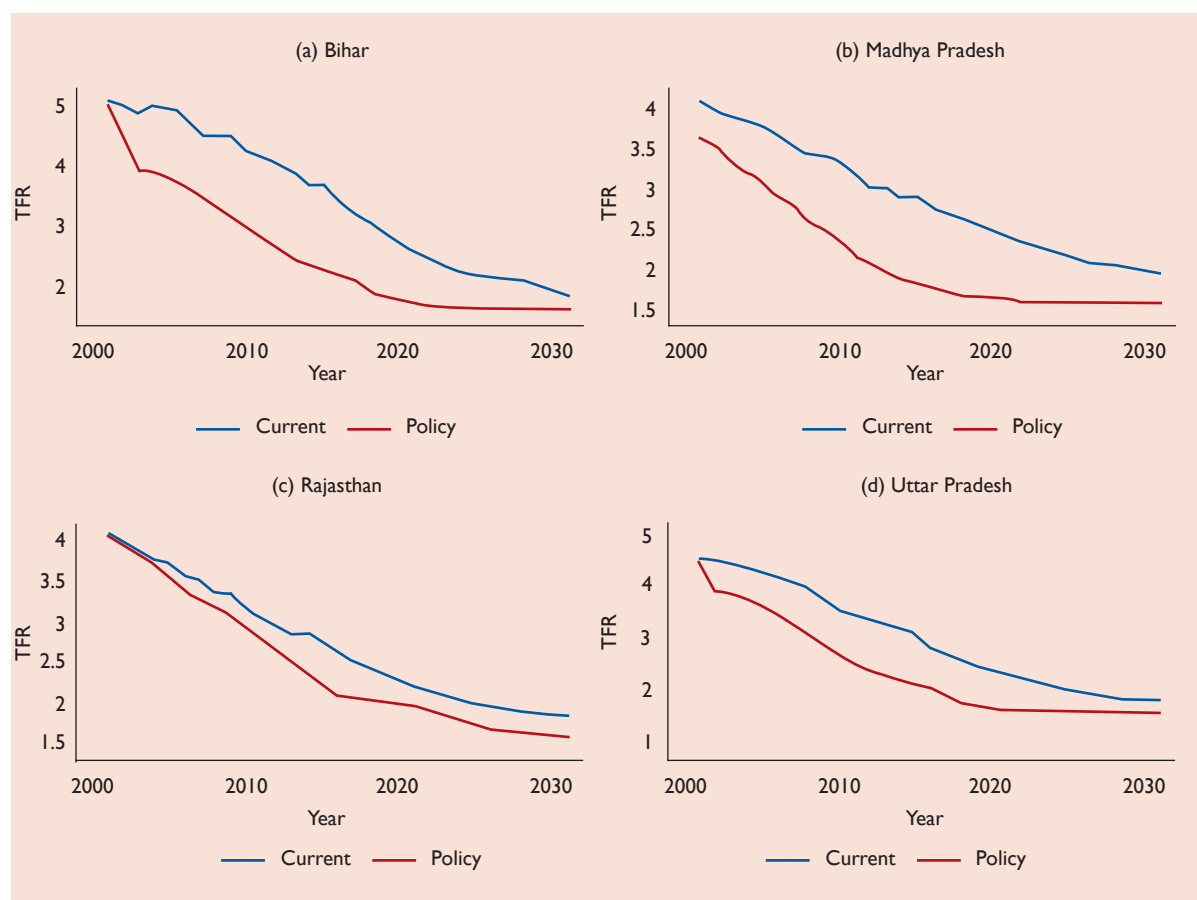 (a) Bihar
5
4
3
2
TFR
2000 2010 2020 2030
Year
Current Policy
(b) Madhya Pradesh
4
3.5
3
2.5
2
1.5
TFR
2000 2010 2020 2030
Year
Current Policy
(c) Rajasthan
4
3.5
3
2.5
2
1.5
TFR
2000 2010 2020 2030
Year
Current Policy
(d) Uttar Pradesh
5
4
3
2
1
TFR
2000 2010 2020 2030
Year
Current Policy